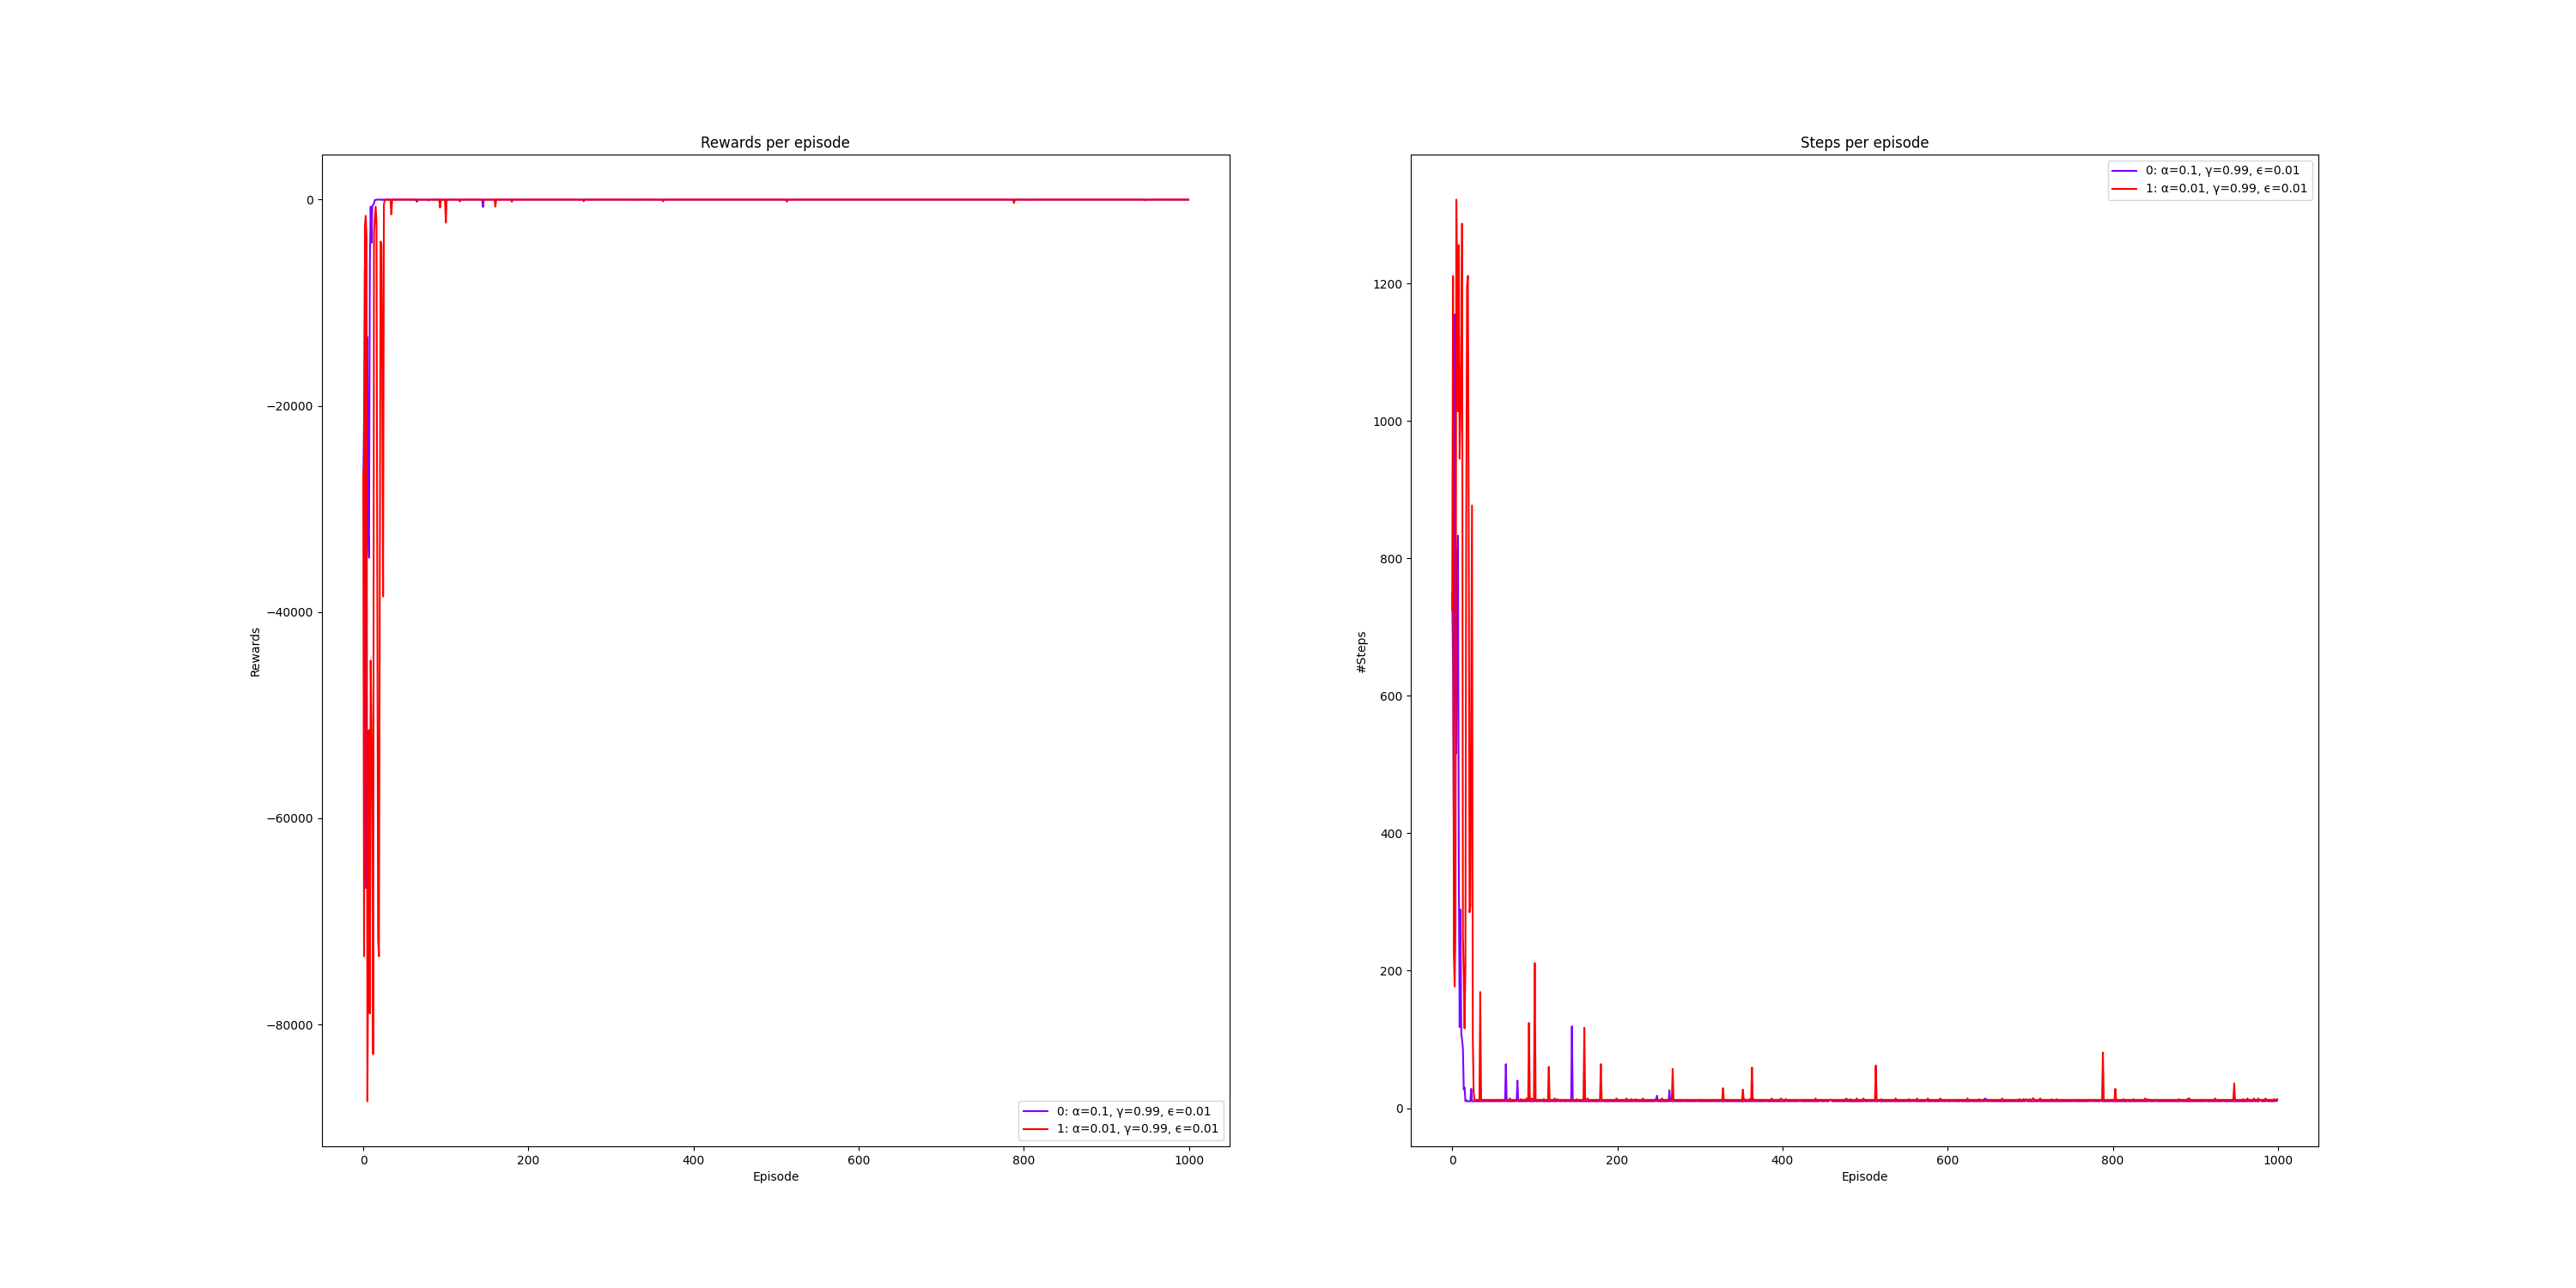 Rewards per episode
Rewards
0
−20000
−40000
−60000
−80000
0: α=0.1, γ=0.99, ϵ=0.01
1: α=0.01, γ=0.99, ϵ=0.01
0 200 400 600 800 1000
Episode
Steps per episode
0: α=0.1, γ=0.99, ϵ=0.01
1: α=0.01, γ=0.99, ϵ=0.01
#Steps
1200
1000
800
600
400
200
0
0 200 400 600 800 1000
Episode